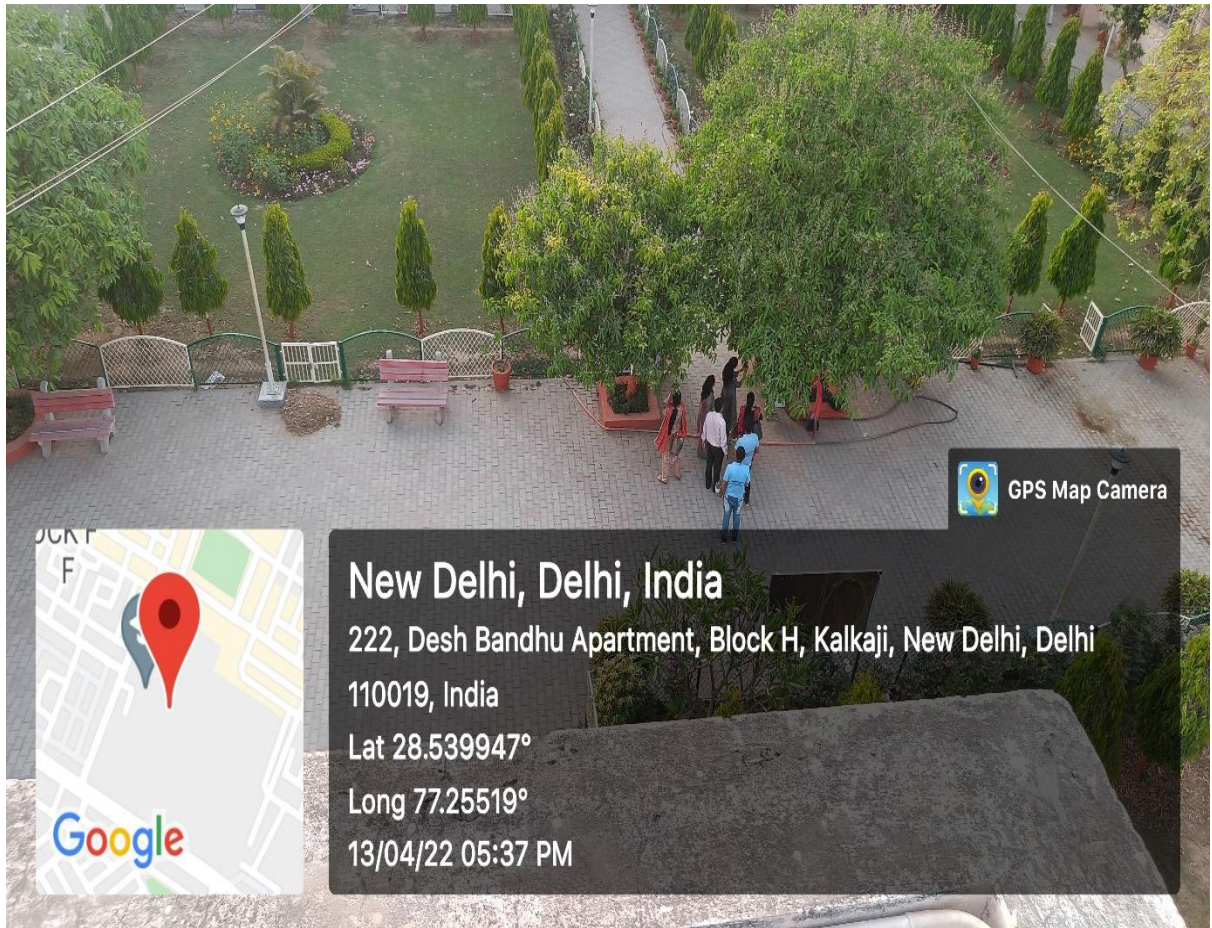 GPS Map Camera
F
New Delhi, Delhi, India
222, Desh Bandhu Apartment, Block H, Kalkaji, New Delhi, Delhi
110019, India
Lat 28.539947°
Long 77.25519°
13/04/22 05:37 PM
Google